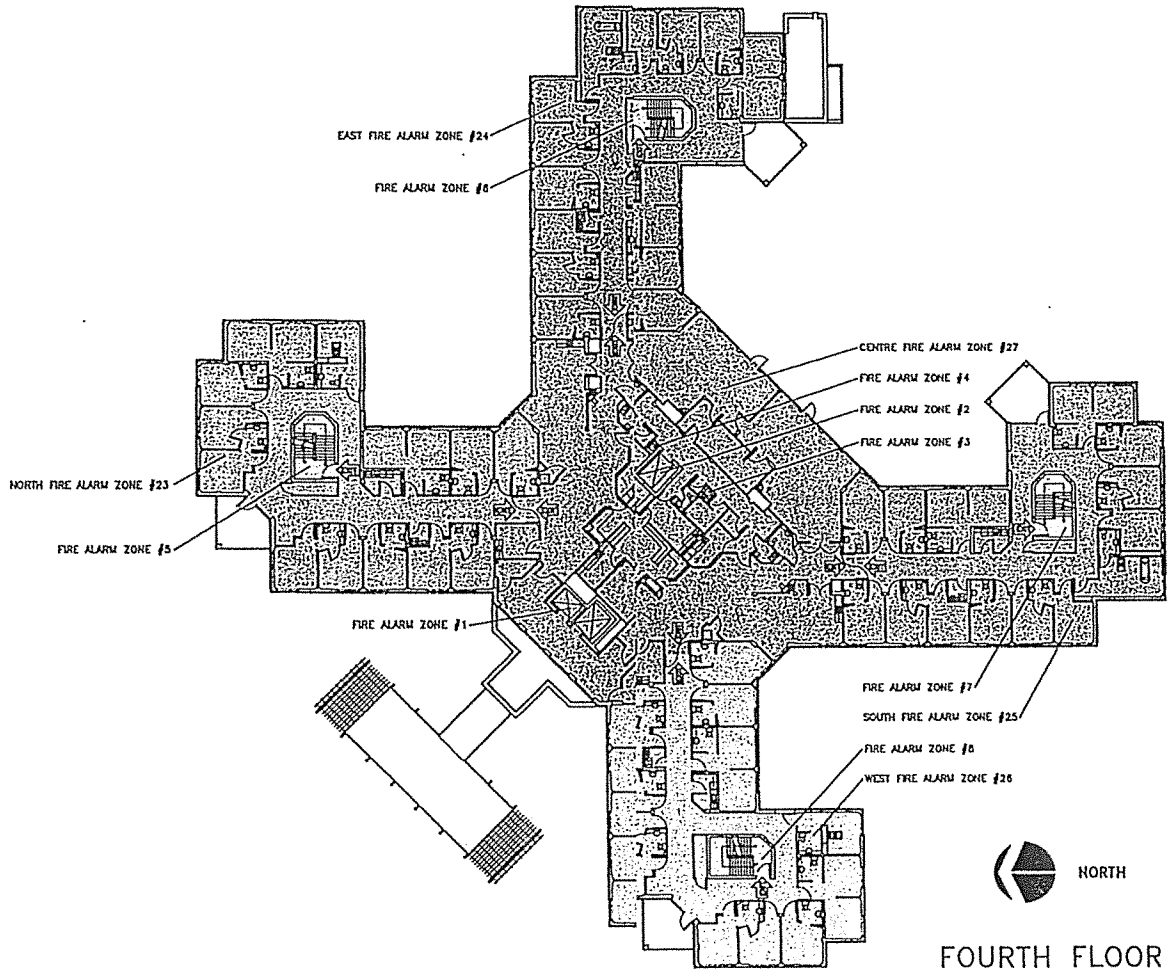 EAST FIRE ALARM ZONE #24
FIRE ALARM ZONE #6
CENTRE FIRE ALARM ZONE #27
FIRE ALARM ZONE #4
FIRE ALARM ZONE #2
FIRE ALARM ZONE #3
NORTH FIRE ALARM ZONE #23
FIRE ALARM ZONE #5
FIRE ALARM ZONE #1
FIRE ALARM ZONE #7
SOUTH FIRE ALARM ZONE #25
FIRE ALARM ZONE #8
WEST FIRE ALARM ZONE #26
NORTH
FOURTH FLOOR